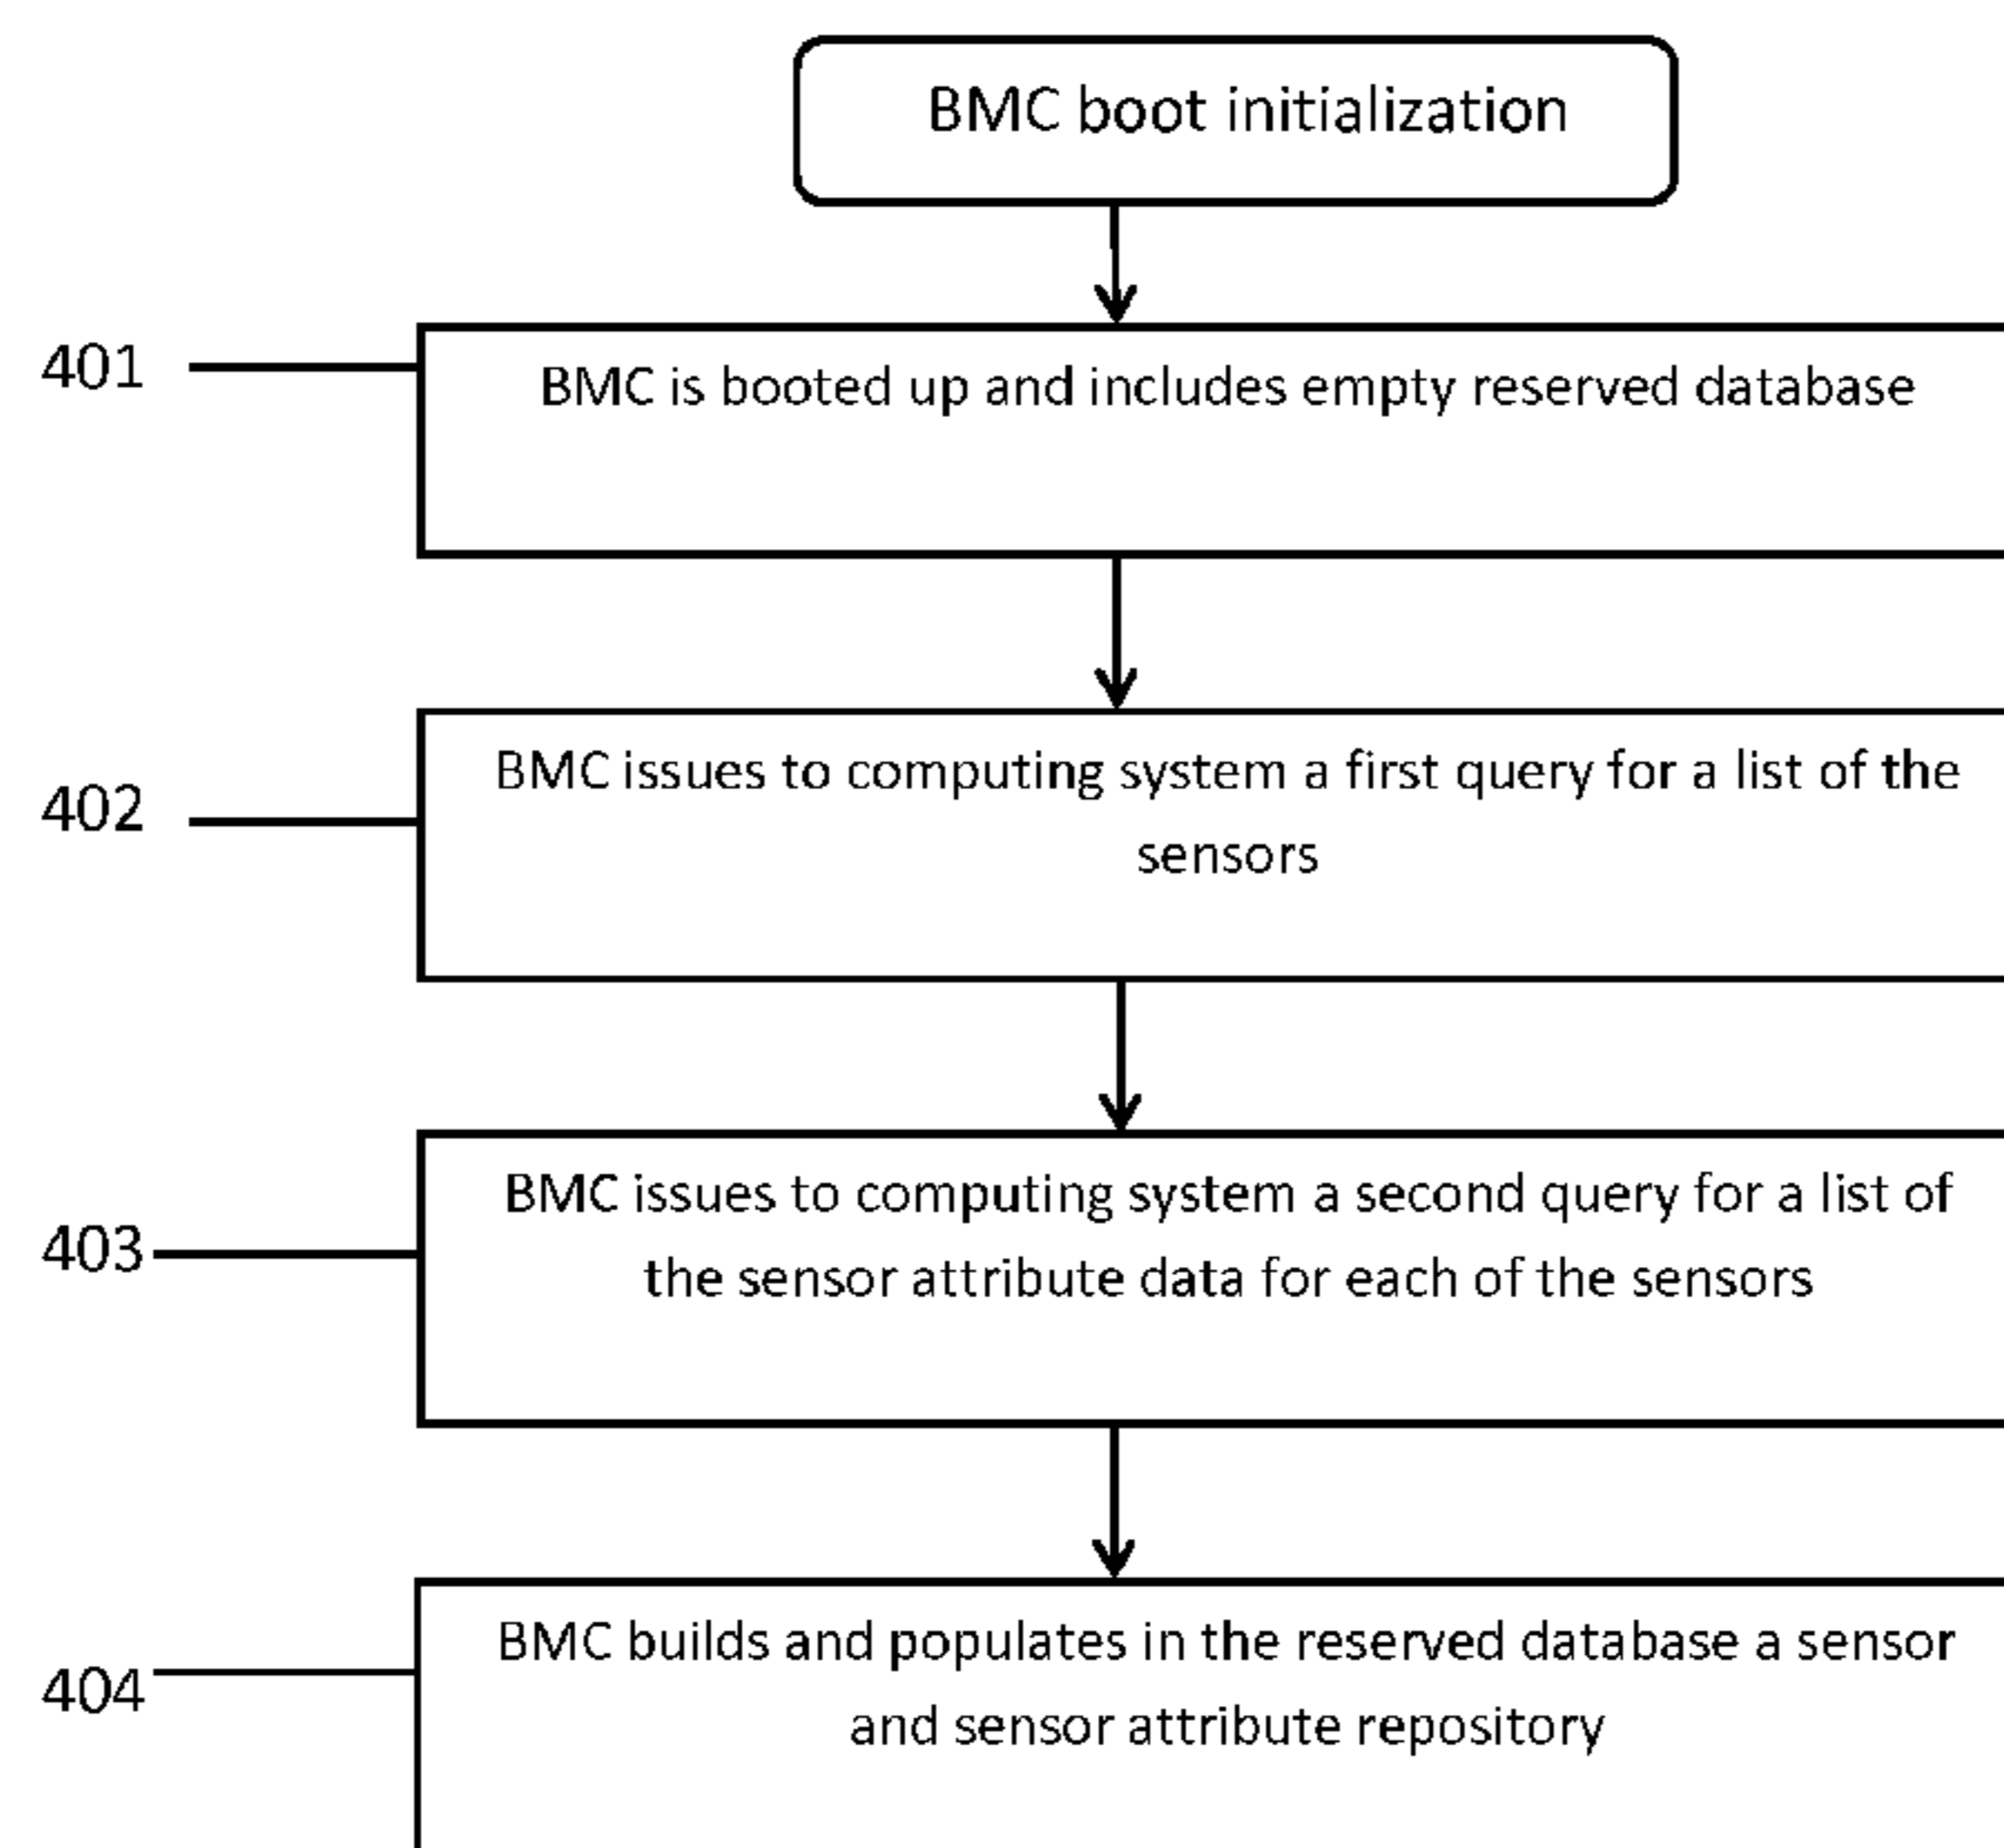 BMC boot initialization
401
BMC is booted up and includes empty reserved database
402
BMC issues to computing system a first query for a list of the
sensors
403
BMC issues to computing system a second query for a list of
the sensor attribute data for each of the sensors
404
BMC builds and populates in the reserved database a sensor
and sensor attribute repository